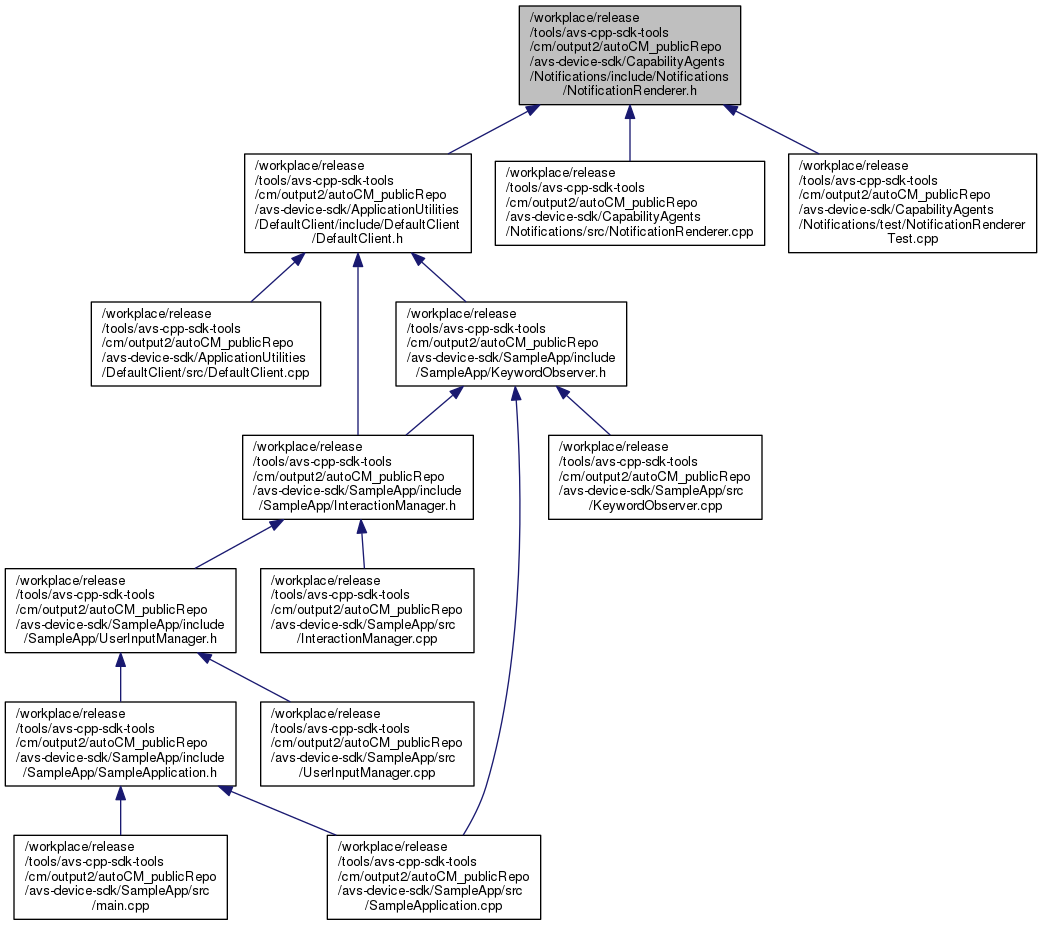 /workplace/release
/tools/avs-cpp-sdk-tools
/cm/output2/autoCM_publicRepo
/avs-device-sdk/CapabilityAgents
/Notifications/include/Notifications
/NotificationRenderer.h
/workplace/release
/tools/avs-cpp-sdk-tools
/cm/output2/autoCM_publicRepo
/avs-device-sdk/ApplicationUtilities
/DefaultClient/include/DefaultClient
/DefaultClient.h
/workplace/release
/tools/avs-cpp-sdk-tools
/cm/output2/autoCM_publicRepo
/avs-device-sdk/CapabilityAgents
/Notifications/src/NotificationRenderer.cpp
/workplace/release
/tools/avs-cpp-sdk-tools
/cm/output2/autoCM_publicRepo
/avs-device-sdk/CapabilityAgents
/Notifications/test/NotificationRenderer
Test.cpp
/workplace/release
/tools/avs-cpp-sdk-tools
/cm/output2/autoCM_publicRepo
/avs-device-sdk/ApplicationUtilities
/DefaultClient/src/DefaultClient.cpp
/workplace/release
/tools/avs-cpp-sdk-tools
/cm/output2/autoCM_publicRepo
/avs-device-sdk/SampleApp/include
/SampleApp/KeywordObserver.h
/workplace/release
/tools/avs-cpp-sdk-tools
/cm/output2/autoCM_publicRepo
/avs-device-sdk/SampleApp/include
/SampleApp/InteractionManager.h
/workplace/release
/tools/avs-cpp-sdk-tools
/cm/output2/autoCM_publicRepo
/avs-device-sdk/SampleApp/src
/KeywordObserver.cpp
/workplace/release
/tools/avs-cpp-sdk-tools
/cm/output2/autoCM_publicRepo
/avs-device-sdk/SampleApp/include
/SampleApp/UserInputManager.h
/workplace/release
/tools/avs-cpp-sdk-tools
/cm/output2/autoCM_publicRepo
/avs-device-sdk/SampleApp/src
/InteractionManager.cpp
/workplace/release
/tools/avs-cpp-sdk-tools
/cm/output2/autoCM_publicRepo
/avs-device-sdk/SampleApp/include
/SampleApp/SampleApplication.h
/workplace/release
/tools/avs-cpp-sdk-tools
/cm/output2/autoCM_publicRepo
/avs-device-sdk/SampleApp/src
/UserInputManager.cpp
/workplace/release
/tools/avs-cpp-sdk-tools
/cm/output2/autoCM_publicRepo
/avs-device-sdk/SampleApp/src
/main.cpp
/workplace/release
/tools/avs-cpp-sdk-tools
/cm/output2/autoCM_publicRepo
/avs-device-sdk/SampleApp/src
/SampleApplication.cpp